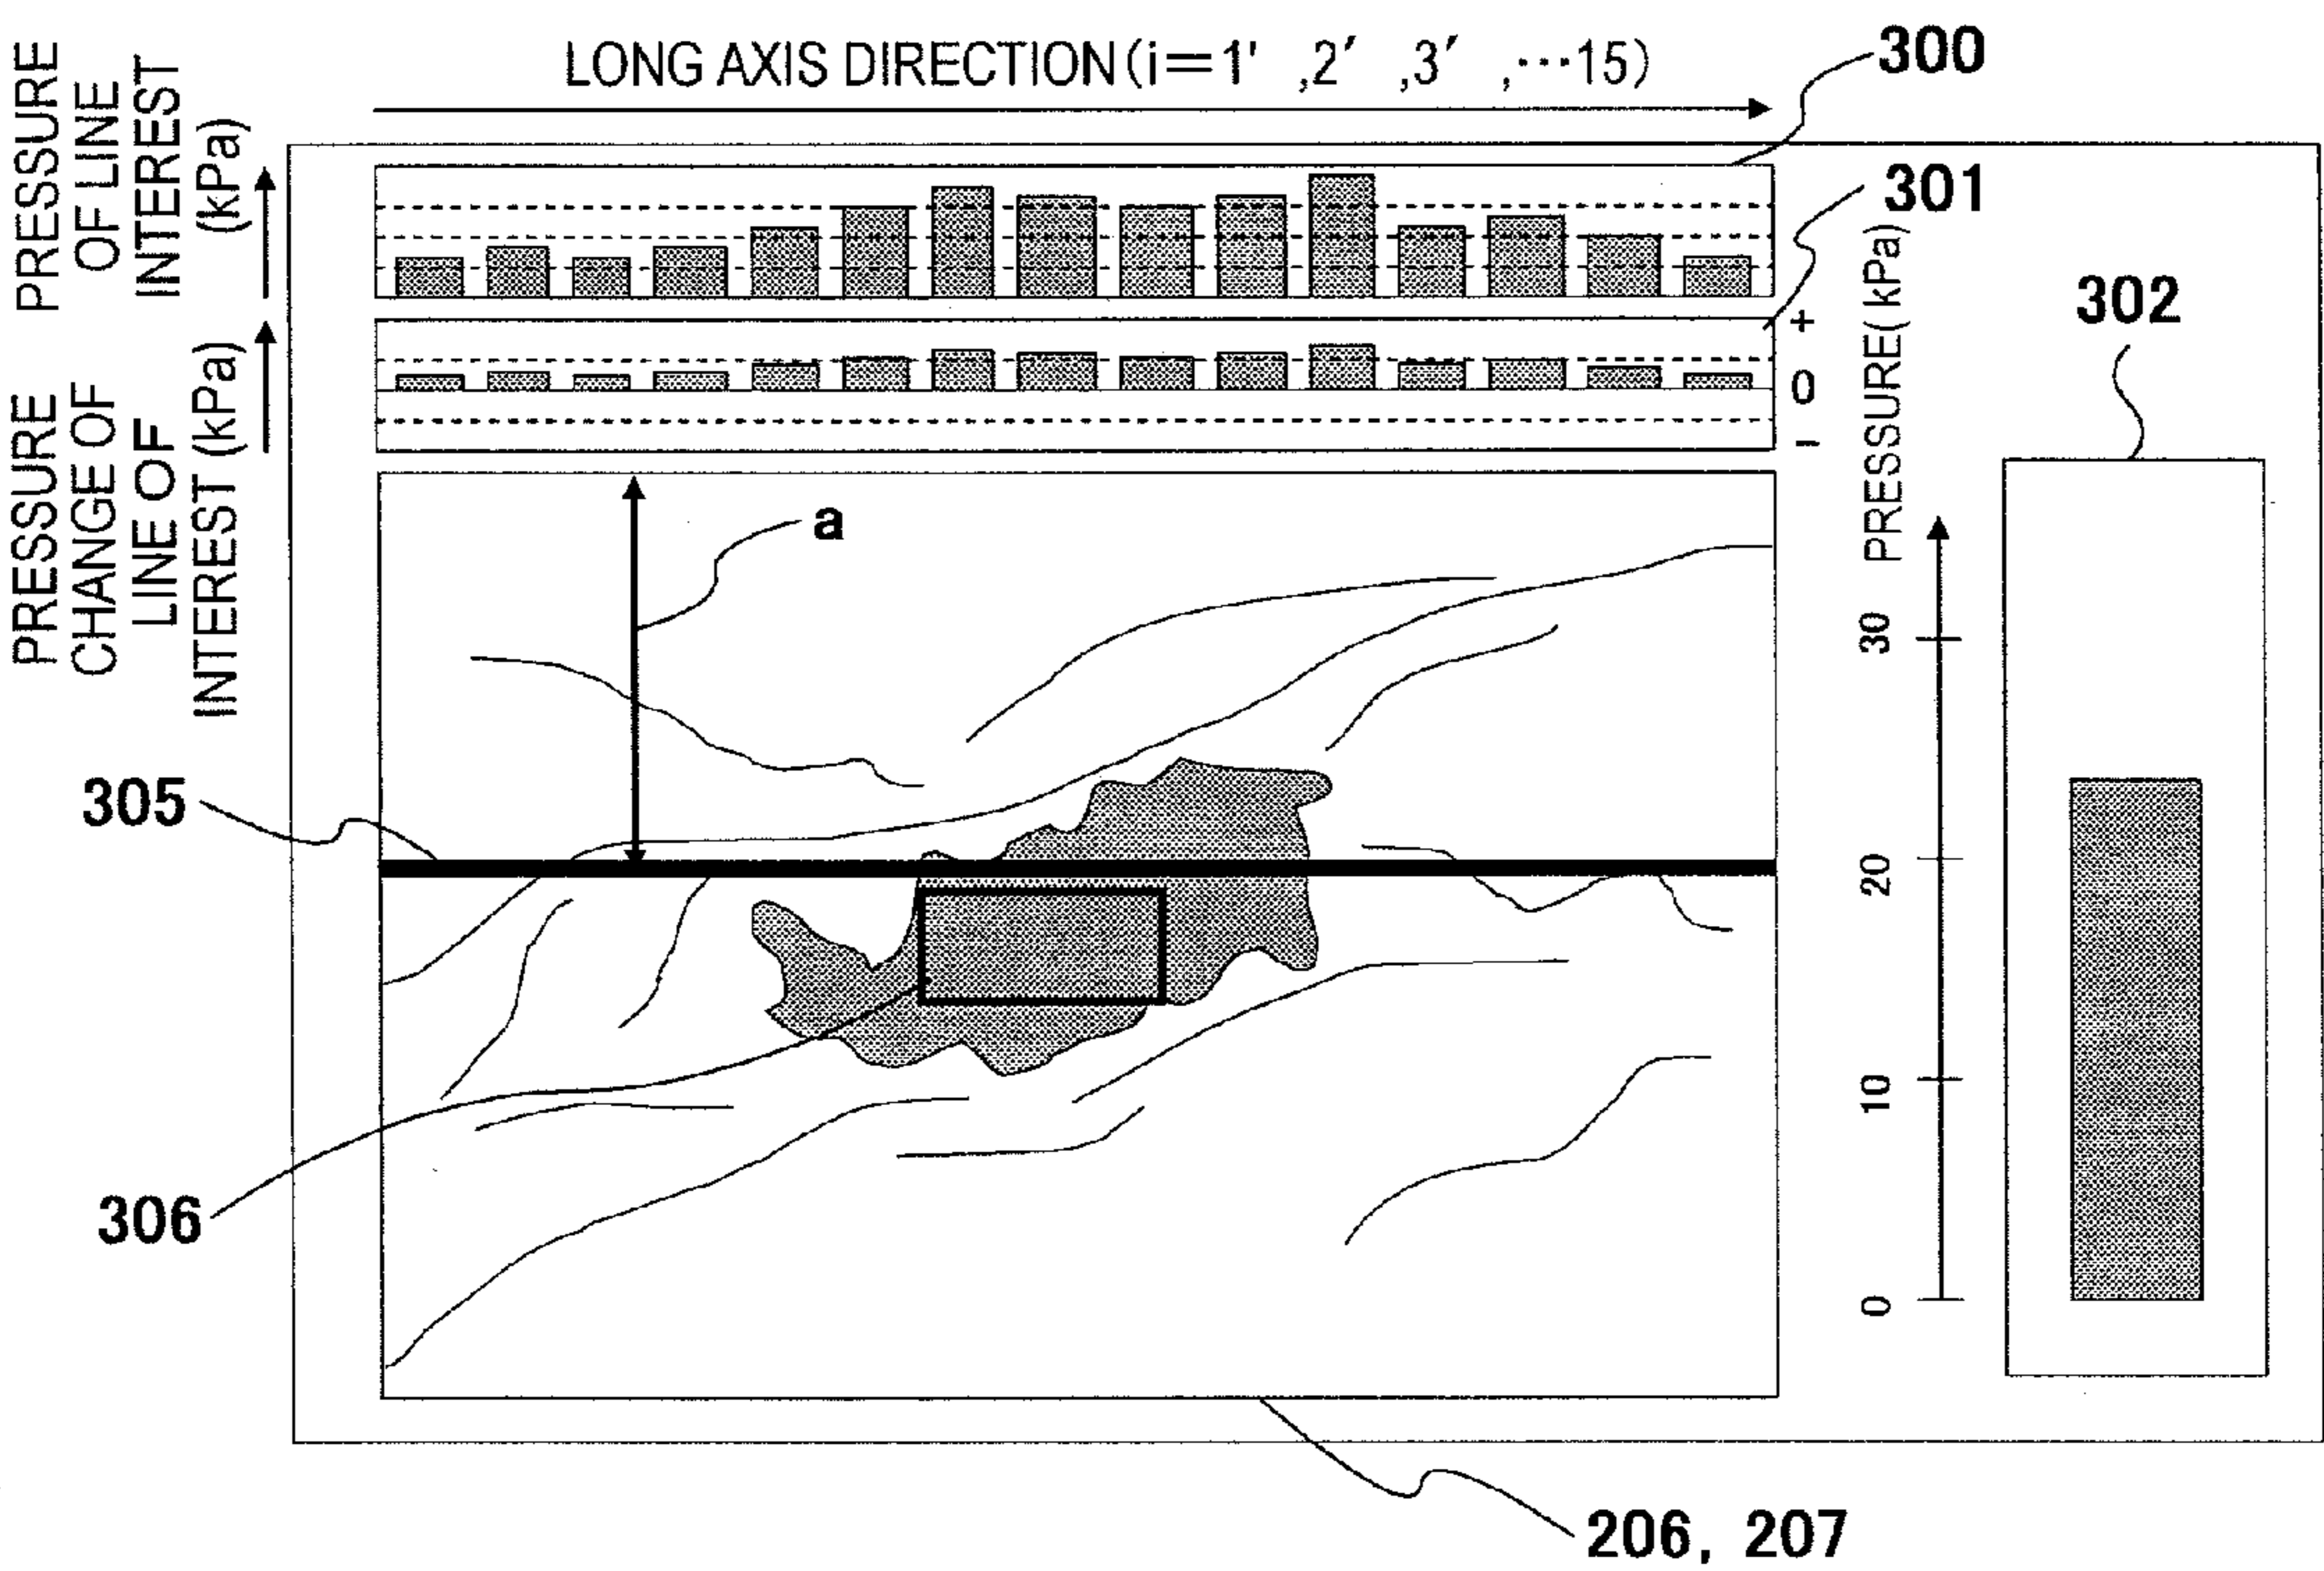 LONG AXIS DIRECTION (i=1' ,2′ ,3′ ,⋯15)
300
PRESSURE
OF LINE
INTEREST
(kPa)
301
+
0
−
PRESSURE
CHANGE OF
LINE OF
INTEREST (kPa)
PRESSURE( kPa)
302
a
30
20
10
0
305
306
206, 207